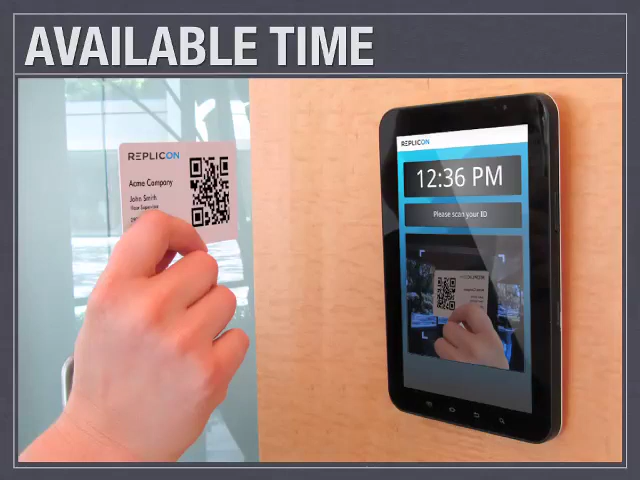 AVAILABLE TIME
REPLICON
Acme Company
John Smith
REPLICON
12:36 PM
Please scan your ID